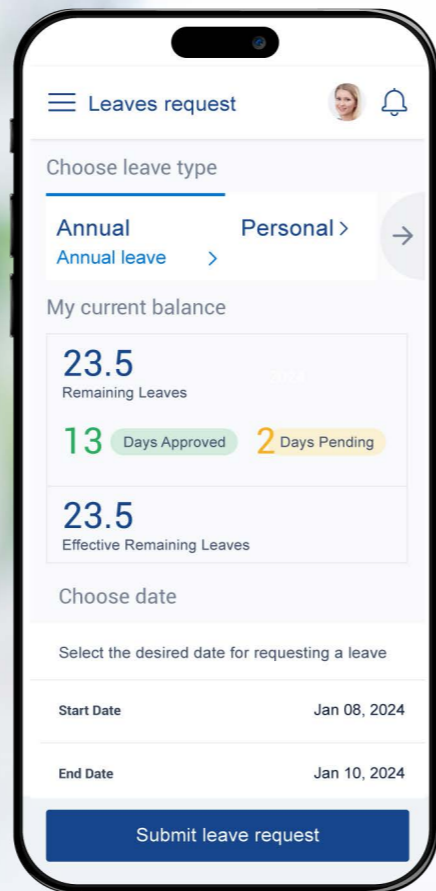 Leaves request
Choose leave type
Annual
Personal >
Annual leave >
My current balance
23.5
Remaining Leaves
13 Days Approved 2 Days Pending
23.5
Effective Remaining Leaves
Choose date
Select the desired date for requesting a leave
Start Date Jan 08, 2024
End Date Jan 10, 2024
Submit leave request